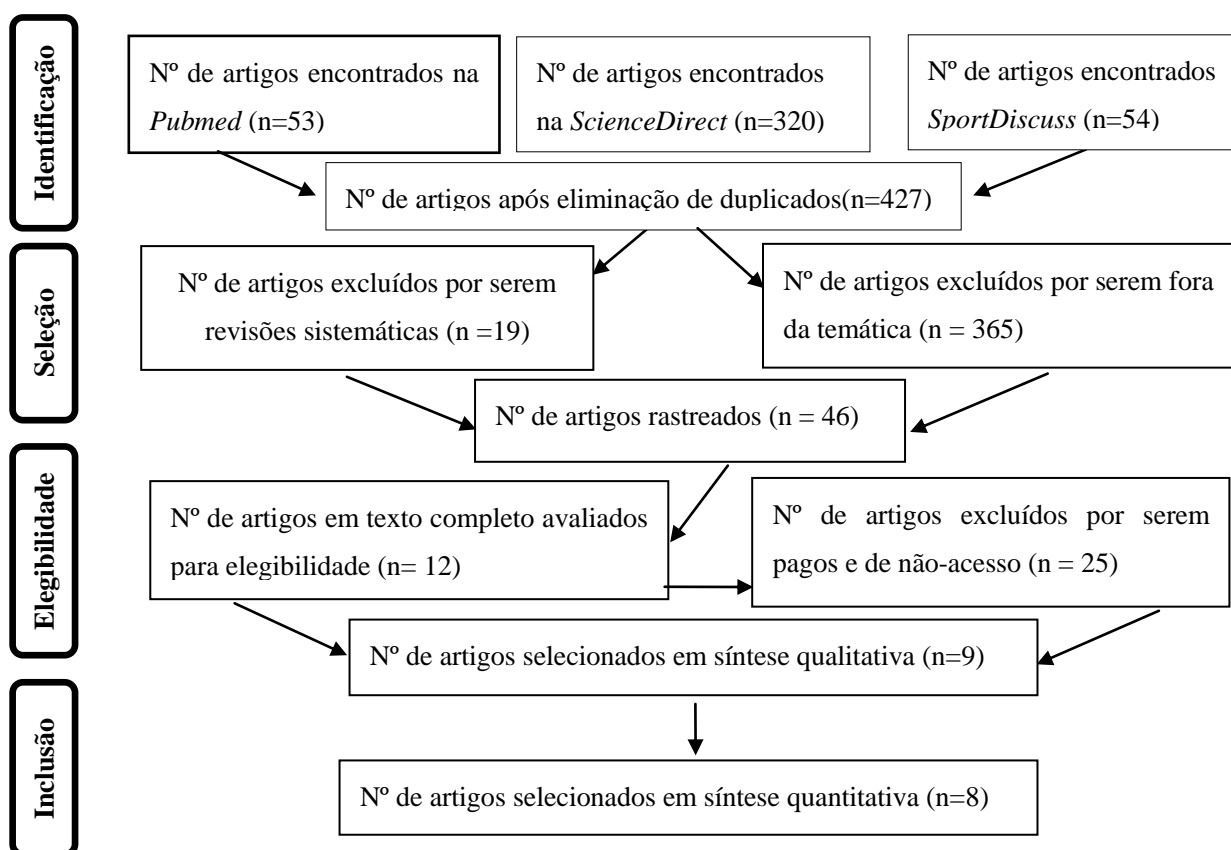 Identificação
Nº de artigos encontrados na
Pubmed (n=53)
Nº de artigos encontrados
na ScienceDirect (n=320)
Nº de artigos encontrados
SportDiscuss (n=54)
Nº de artigos após eliminação de duplicados(n=427)
Seleção
Nº de artigos excluídos por serem
revisões sistemáticas (n =19)
Nº de artigos excluídos por serem fora
da temática (n = 365)
Nº de artigos rastreados (n = 46)
Elegibilidade
Nº de artigos em texto completo avaliados
para elegibilidade (n= 12)
Nº de artigos excluídos por serem
pagos e de não-acesso (n = 25)
Nº de artigos selecionados em síntese qualitativa (n=9)
Inclusão
Nº de artigos selecionados em síntese quantitativa (n=8)